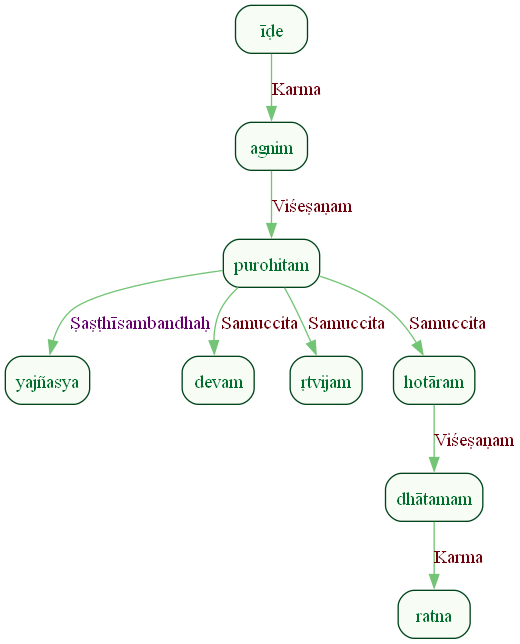 īḍe
Karma
agnim
Viśeṣaṇam
purohitam
Ṣaṣṭhīsambandhaḥ Samuccita Samuccita Samuccita
yajñasya devam ṛtvijam hotāram
Viśeṣaṇam
dhātamam
Karma
ratna